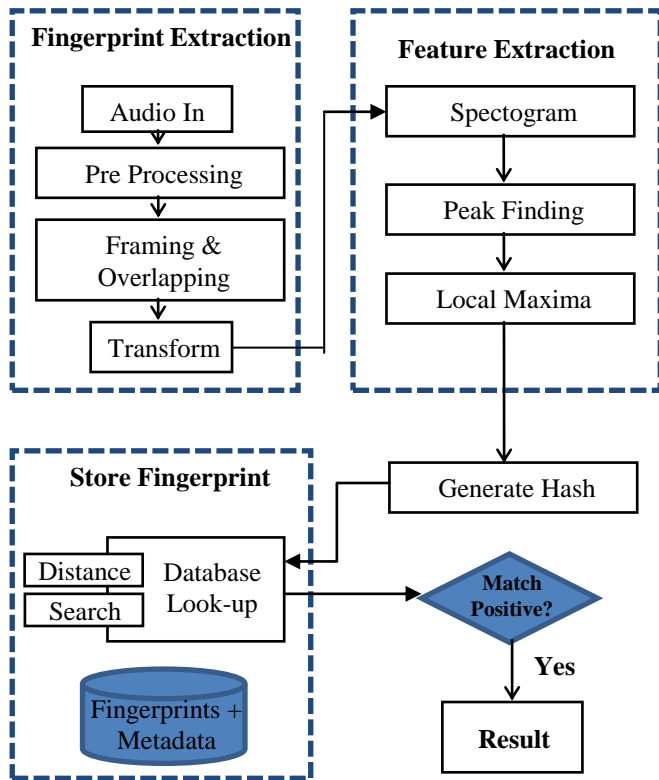 Fingerprint Extraction
Audio In
Pre Processing
Framing &
Overlapping
Transform
Feature Extraction
Spectogram
Peak Finding
Local Maxima
Generate Hash
Store Fingerprint
Distance
Search
Database
Look-up
Fingerprints +
Metadata
Match
Positive?
Yes
Result